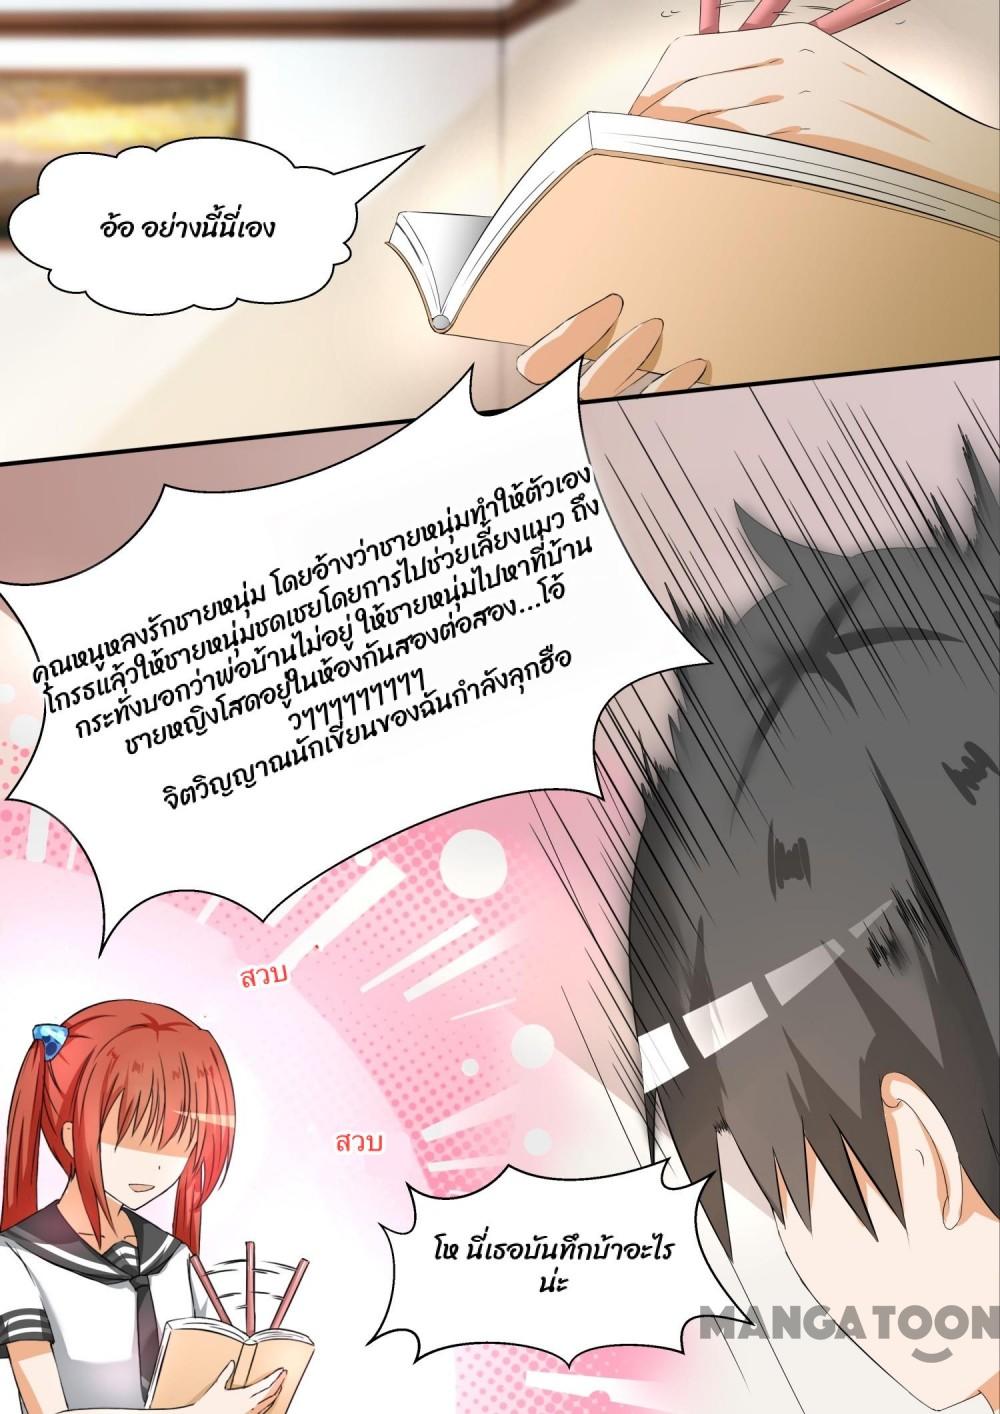 อ้อ อย่างนี้นี่เอง
คุณหนูหลงรักชายหนุ่ม โดยอ้างว่าชายหนุ่มทำให้ตัวเอง
โกรธแล้วให้ชายหนุ่มชดเชยโดยการไปช่วยเลี้ยงแมว ถึง
กระทั่งบอกว่าพ่อบ้านไม่อยู่ ให้ชายหนุ่มไปหาที่บ้าน
ชายหญิงโสดอยู่ในห้องกันสองต่อสอง...โอ้
วๆๆๆๆๆๆๆๆ
จิตวิญญาณนักเขียนของฉันกำลังลุกฮือ
สวบ
สวบ
โห นี่เธอบันทึกบ้าอะไร
น่ะ
MANGATOON